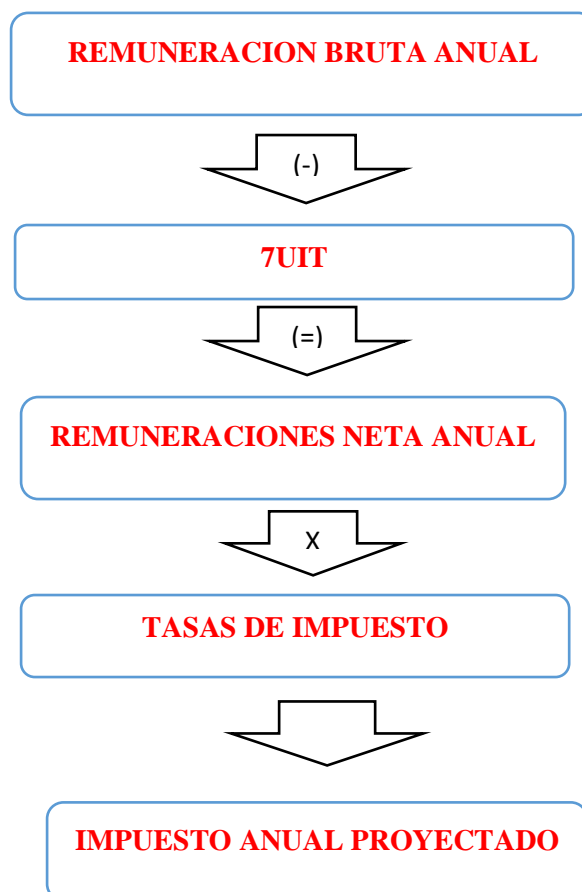 REMUNERACION BRUTA ANUAL
(-)
7UIT
(=)
REMUNERACIONES NETA ANUAL
X
TASAS DE IMPUESTO
IMPUESTO ANUAL PROYECTADO